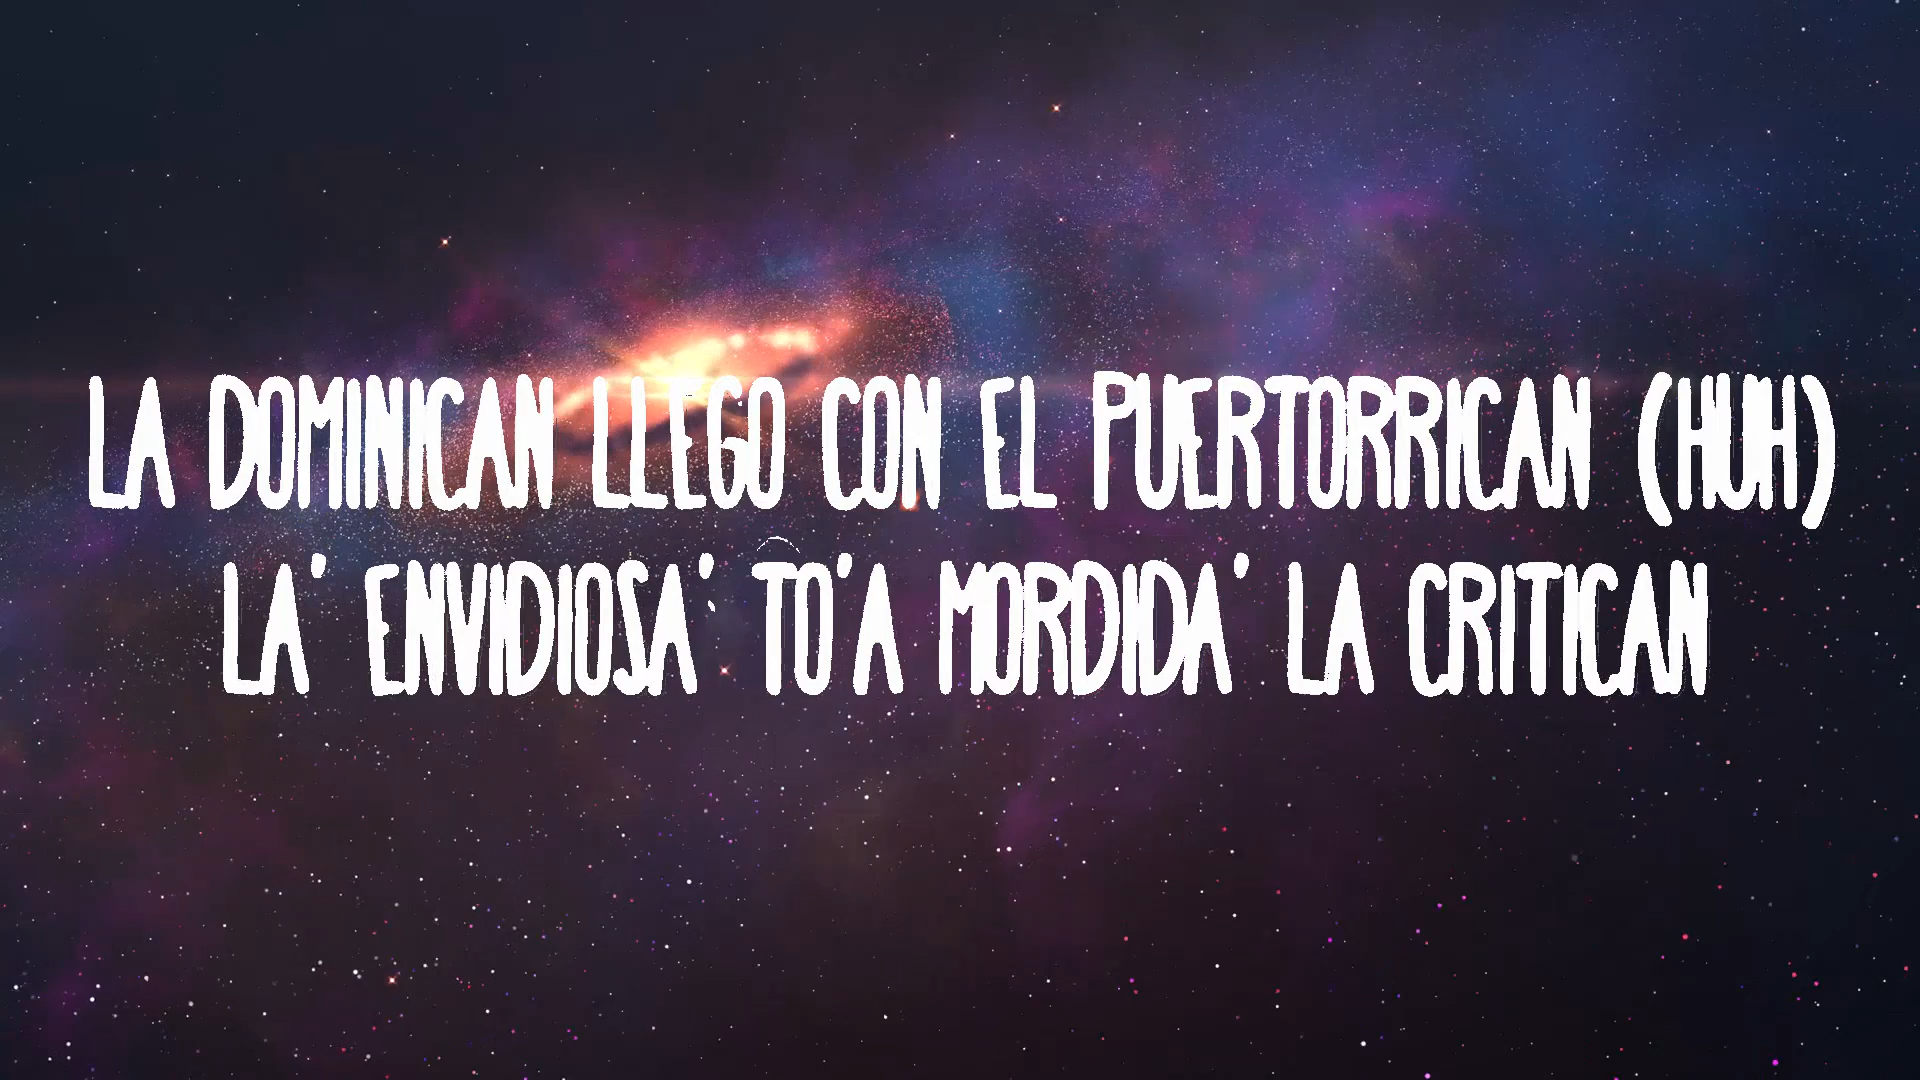 LA DOMINICAN LLEGO CON EL PUERTORRICAN (HUH)
LA' ENVIDIOSA' TO'A MORDIDA' LA CRITICAN